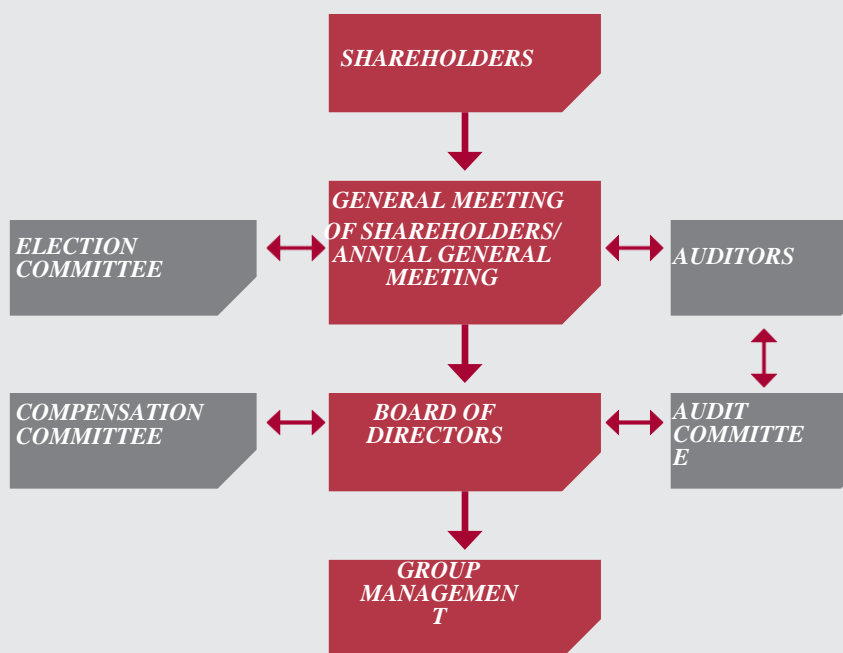 SHAREHOLDERS
GENERAL MEETING
OF SHAREHOLDERS/
ANNUAL GENERAL
MEETING
ELECTION
COMMITTEE
AUDITORS
COMPENSATION
COMMITTEE
BOARD OF
DIRECTORS
AUDIT
COMMITTE
E
GROUP
MANAGEMEN
T